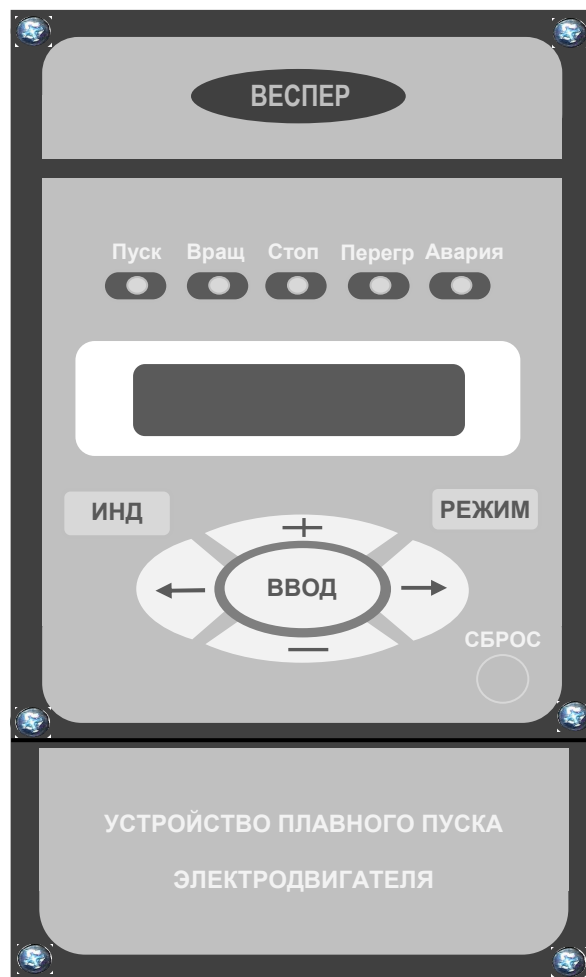 ВЕСПЕР
Пуск Вращ Стоп Перегр Авария
ИНД
РЕЖИМ
+
← ВВОД →
—
СБРОС
УСТРОЙСТВО ПЛАВНОГО ПУСКА
ЭЛЕКТРОДВИГАТЕЛЯ